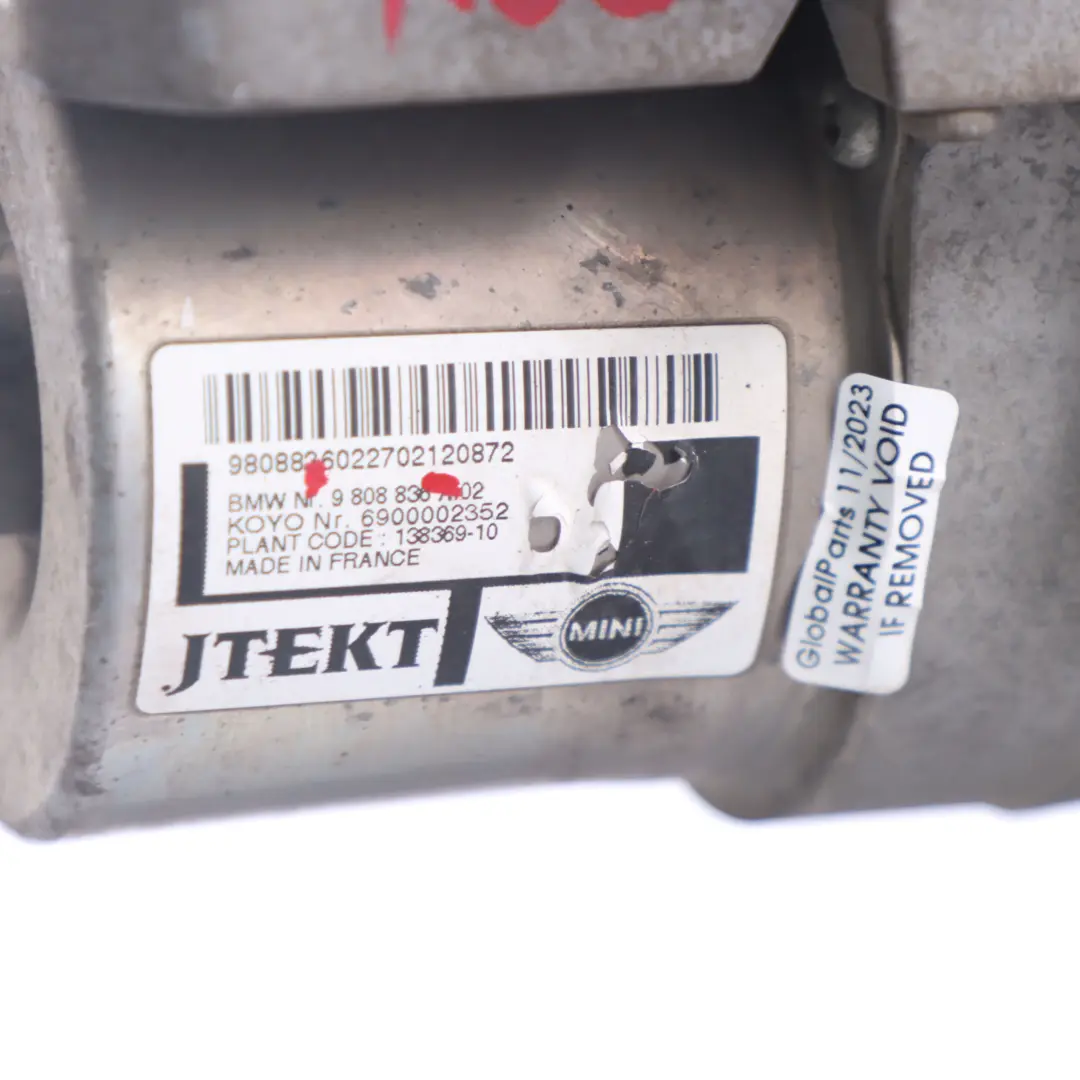 9808836022702120872
BMW Nr. 9 808 836
KOYO Nr. 6900002352
PLANT CODE : 138369-10
MADE IN FRANCE
JTEKT
MINI
GlobalParts 11/2023
WARRANTY VOID
IF REMOVED